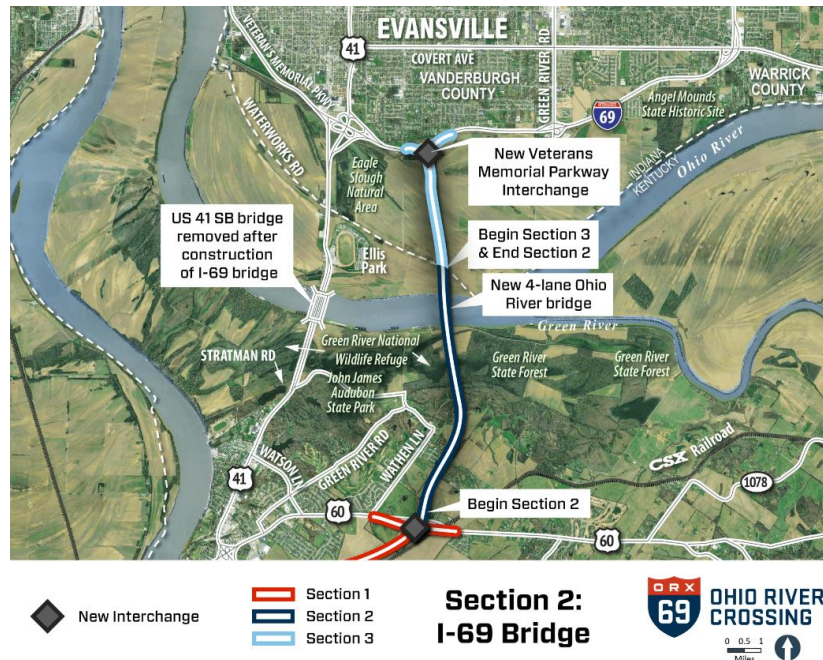 EVANSVILLE
41
VETERAN'S MEMORIAL PKWY
COVERT AVE
VANDERBURGH
COUNTY
GREEN RIVER RD
WARRICK
COUNTY
69
Angel Mounds
State Historic Site
WATERWORKS RD
New Veterans
Memorial Parkway
Interchange
INDIANA
KENTUCKY
Ohio River
Eagle
Slough
Natural
Area
US 41 SB bridge
removed after
construction
of I-69 bridge
Ellis
Park
Begin Section 3
& End Section 2
New 4-lane Ohio
River bridge
Green River
STRATMAN RD
Green River National
Wildlife Refuge
John James
Audubon
State Park
Green River
State Forest
Green River
State Forest
WATSON LN
GREEN RIVER RD
WATHEN LN
CSX Railroad
41
1078
60
Begin Section 2
60
New Interchange
Section 1
Section 2
Section 3
Section 2:
I-69 Bridge
ORX
69
OHIO RIVER
CROSSING
0 0.5 1
Miles